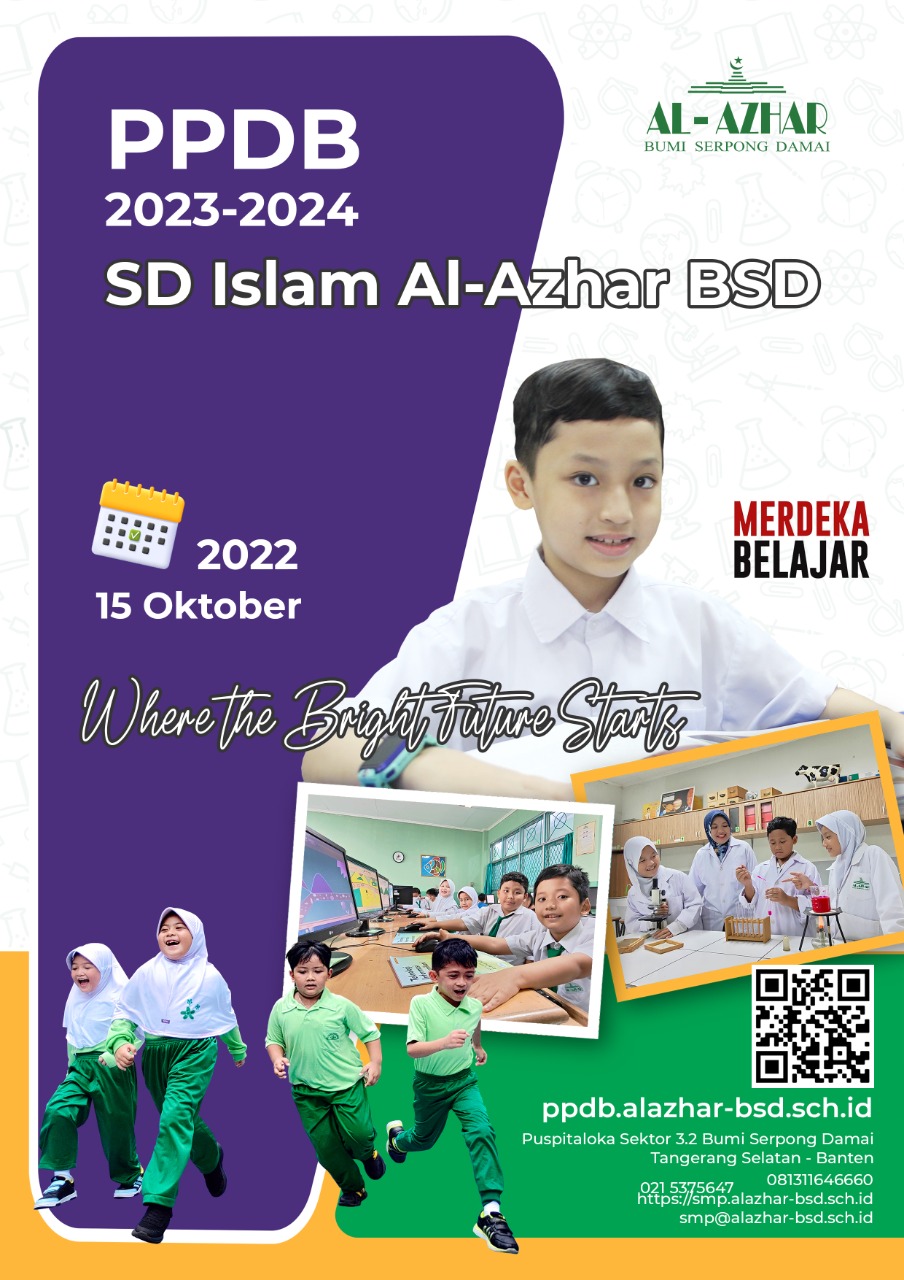 PPDB
2023-2024
SD Islam Al-Azhar BSD
AL-AZHAR
BUMI SERPONG DAMAI
2022
15 Oktober
MERDEKA
BELAJAR
Where the Bright Future Starts
ppdb.alazhar-bsd.sch.id
Puspitaloka Sektor 3.2 Bumi Serpong Damai
Tangerang Selatan - Banten
081311646660
021 5375647
https://smp.alazhar-bsd.sch.id
smp@alazhar-bsd.sch.id